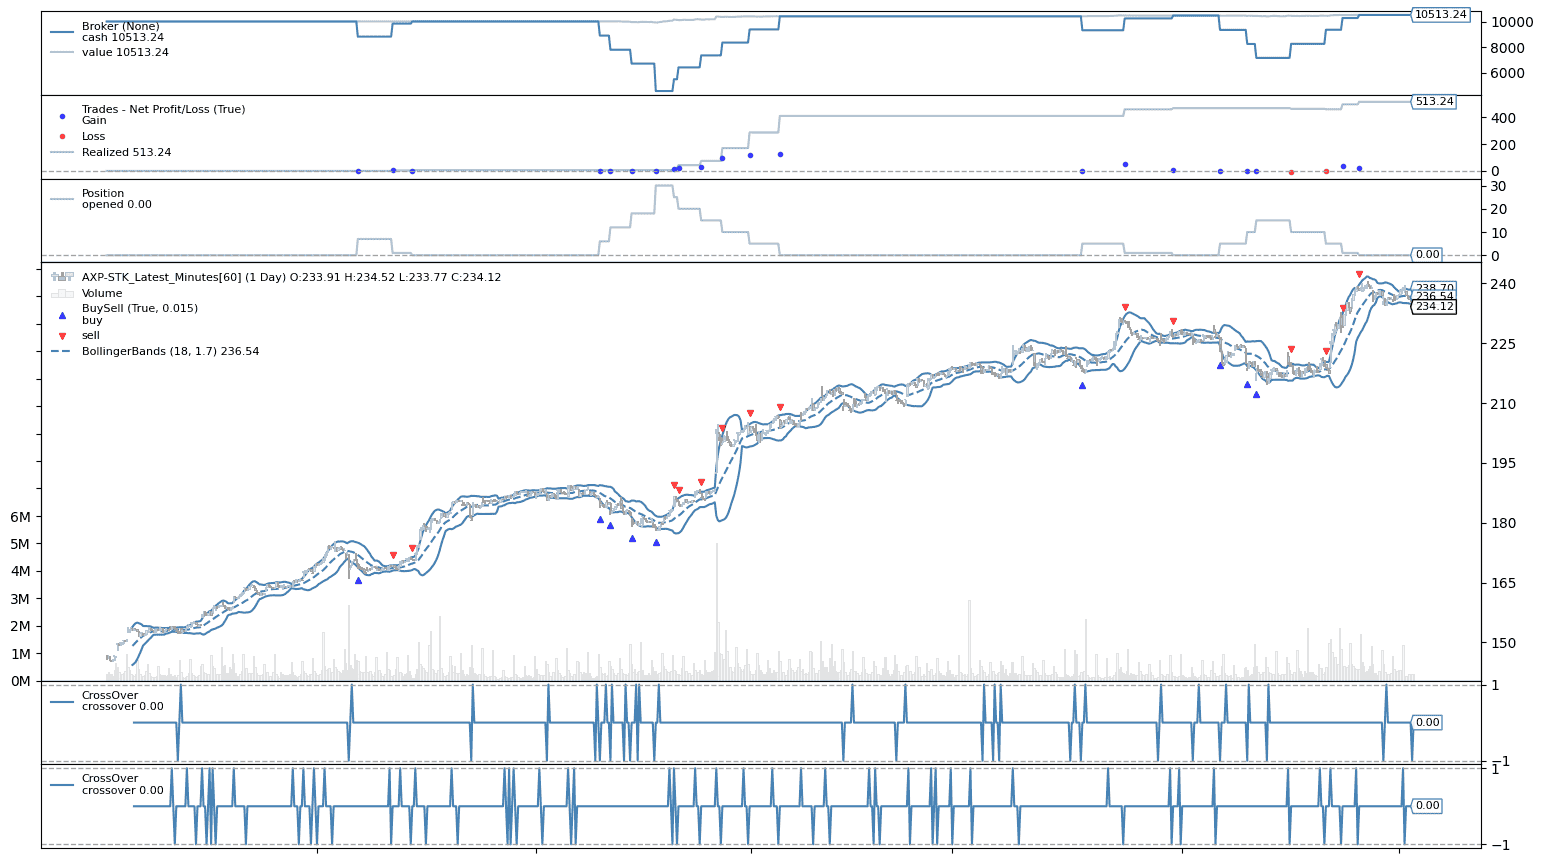 Broker (None)
cash 10513.24
value 10513.24
10513.24
10000
8000
6000
Trades - Net Profit/Loss (True)
Gain
Loss
Realized 513.24
513.24
400
200
0
Position
opened 0.00
30
20
10
0
0.00
AXP-STK_Latest_Minutes[60] (1 Day) O:233.91 H:234.52 L:233.77 C:234.12
Volume
BuySell (True, 0.015)
buy
sell
BollingerBands (18, 1.7) 236.54
240
238.70
236.54
234.12
225
210
195
180
165
150
6M
5M
4M
3M
2M
1M
0M
CrossOver
crossover 0.00
1
0.00
−1
CrossOver
crossover 0.00
1
0.00
−1